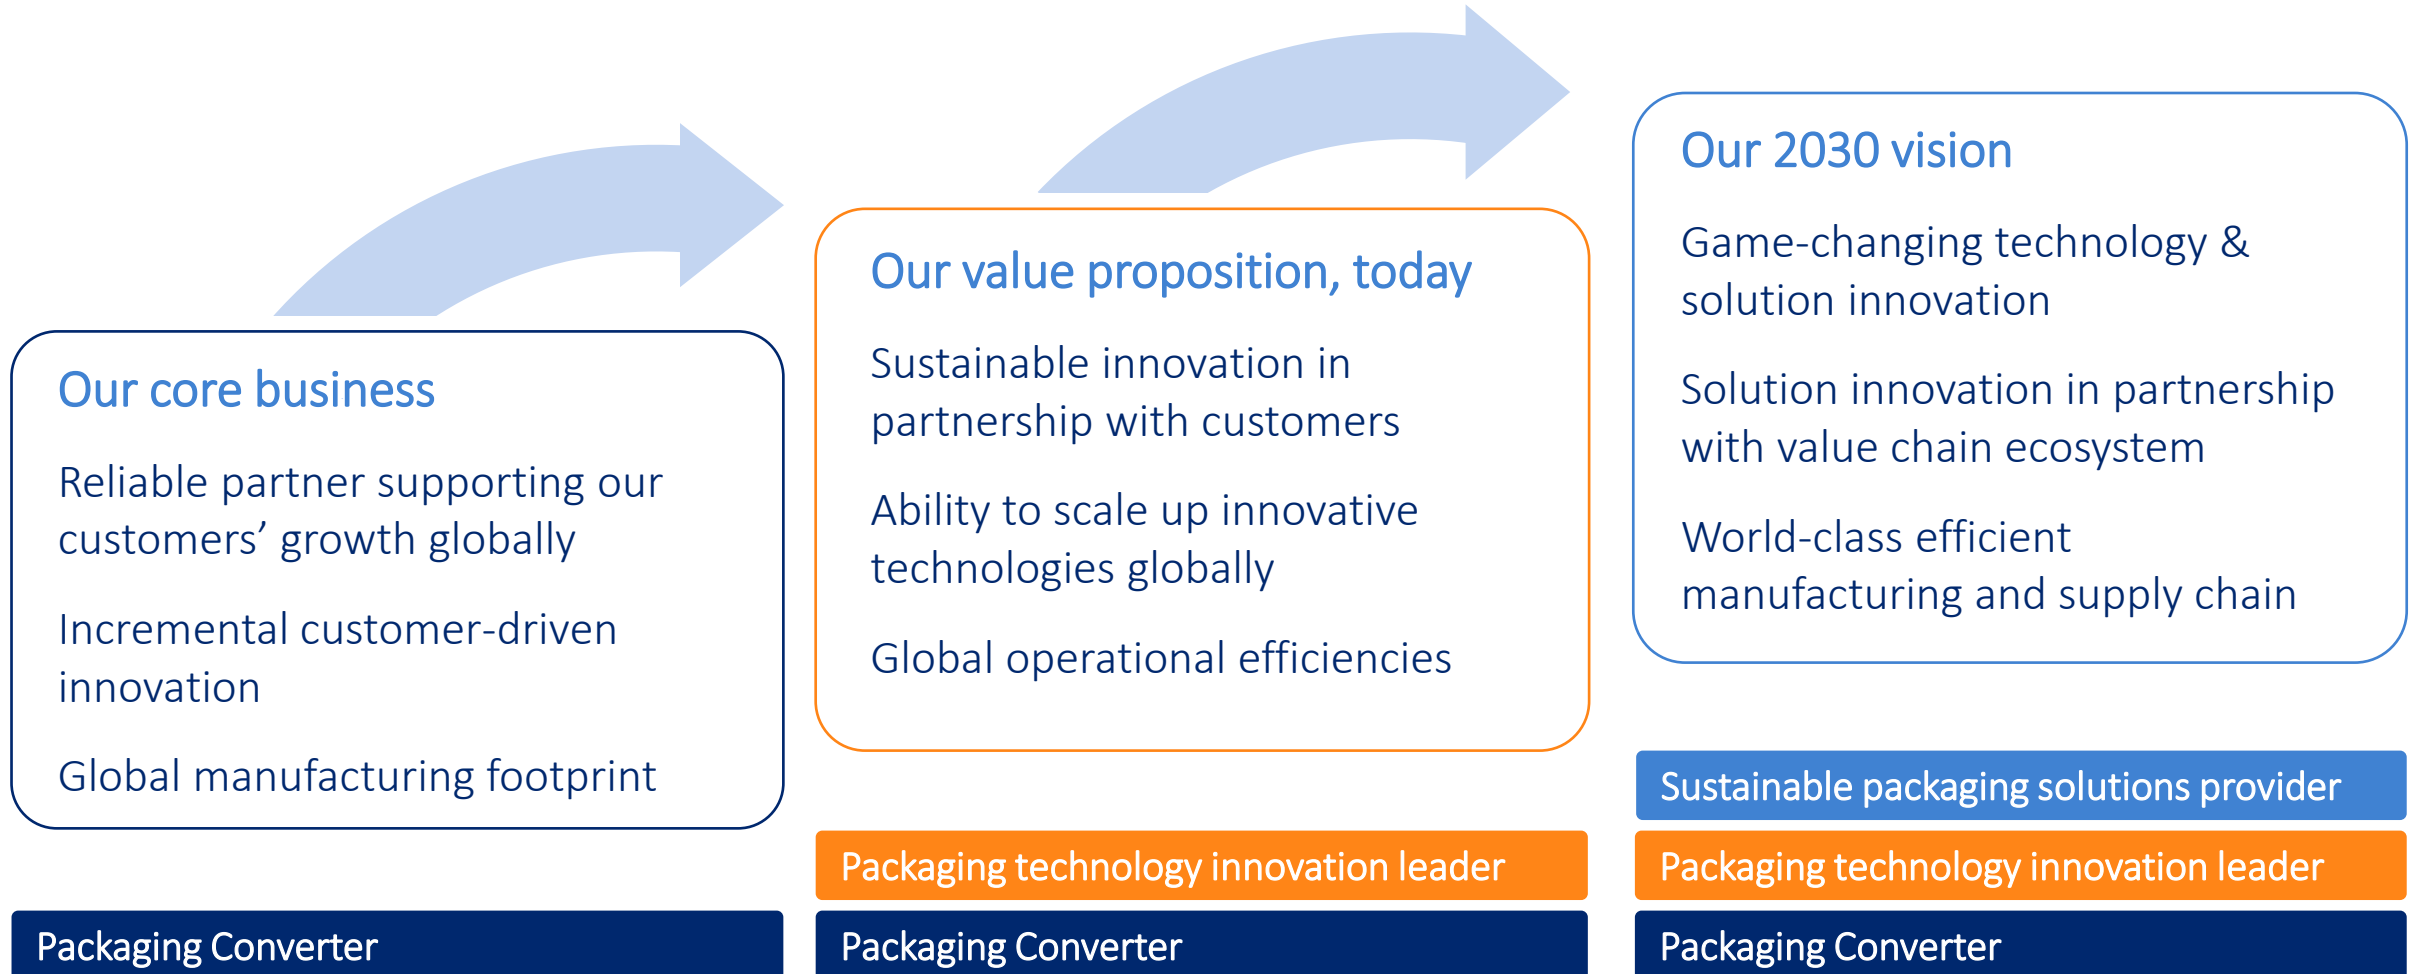 Our core business
Reliable partner supporting our
customers’ growth globally
Incremental customer-driven
innovation
Global manufacturing footprint
Packaging Converter
Our value proposition, today
Sustainable innovation in
partnership with customers
Ability to scale up innovative
technologies globally
Global operational efficiencies
Packaging technology innovation leader
Packaging Converter
Our 2030 vision
Game-changing technology &
solution innovation
Solution innovation in partnership
with value chain ecosystem
World-class efficient
manufacturing and supply chain
Sustainable packaging solutions provider
Packaging technology innovation leader
Packaging Converter